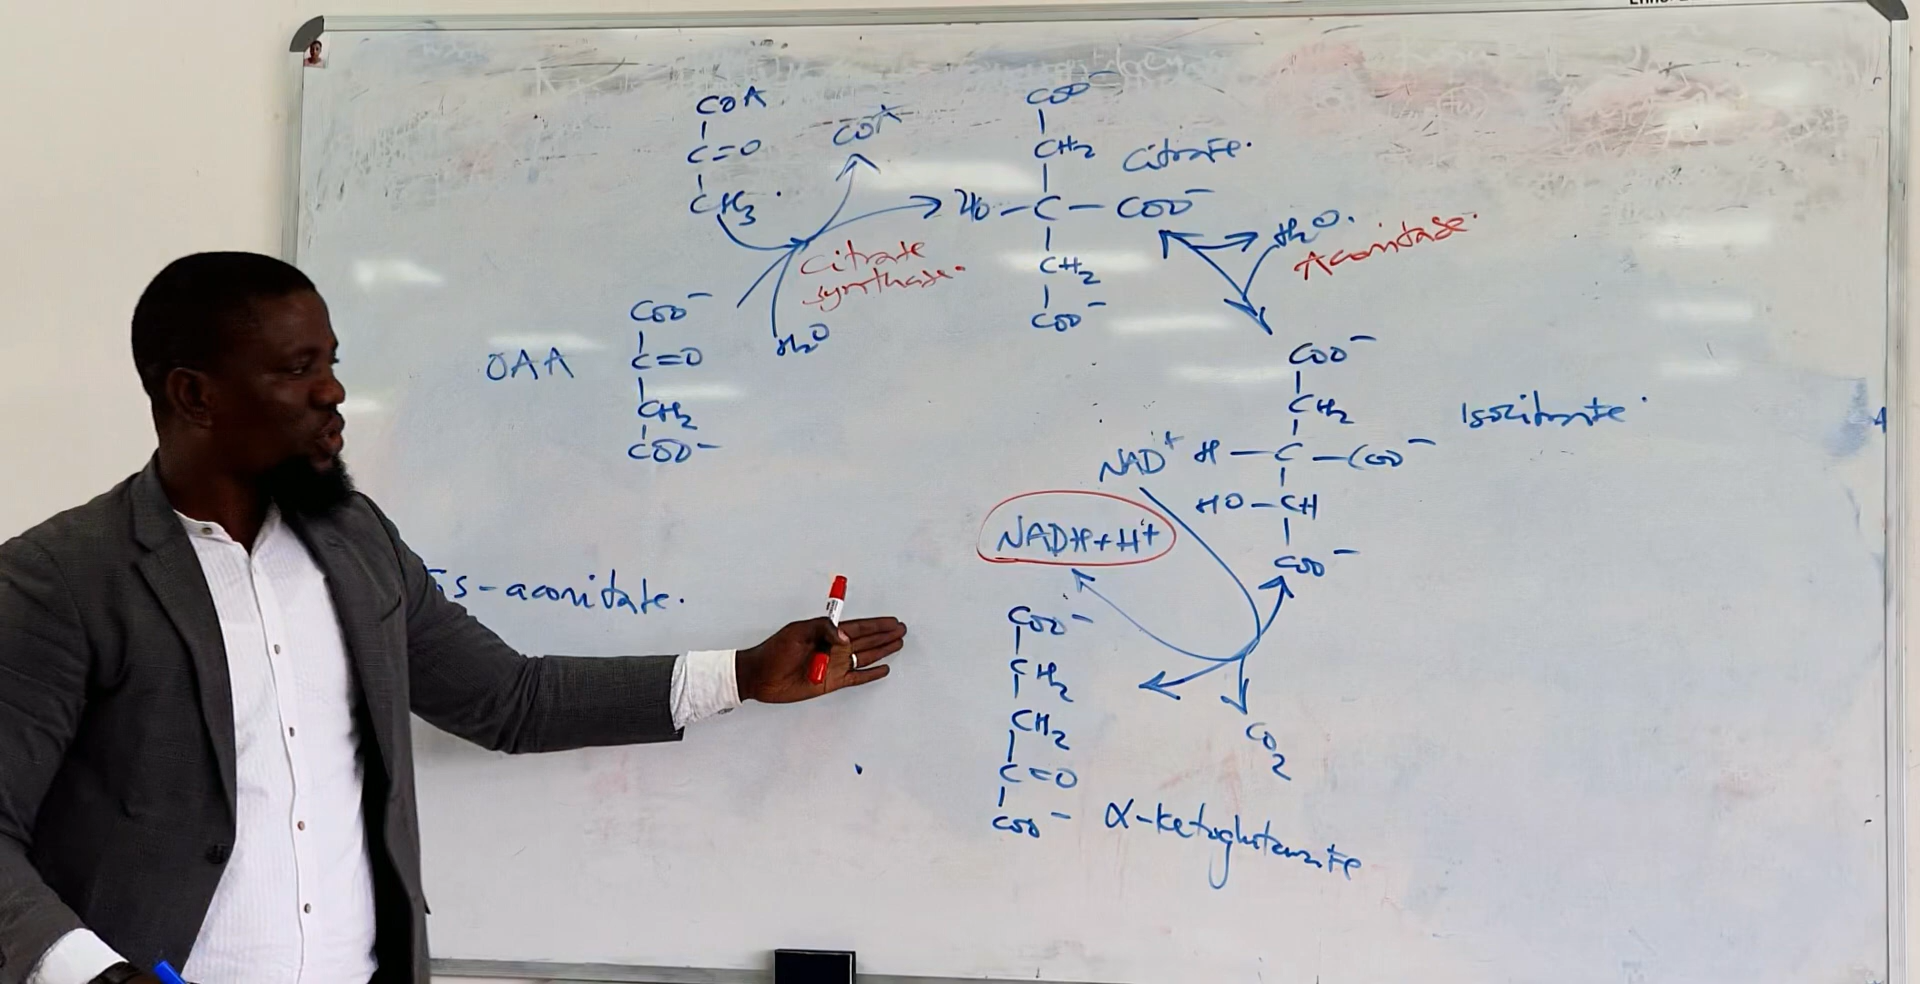 COA
C=O
CH3.
COA
COO-
CH2
Citrate.
HO-C-COO-
CH2
COO-
H2O.
Aconitase.
Citrate
synthase.
OAA
COO-
C=O
CH2
COO-
H2O
COO-
CH2
Isocitrate.
H-C-COO-
HO-CH
COO-
NAD+
NADH+H+
is-aconitate.
COO-
CH2
CH2
C=O
COO-
CO2
α-ketoglutarate